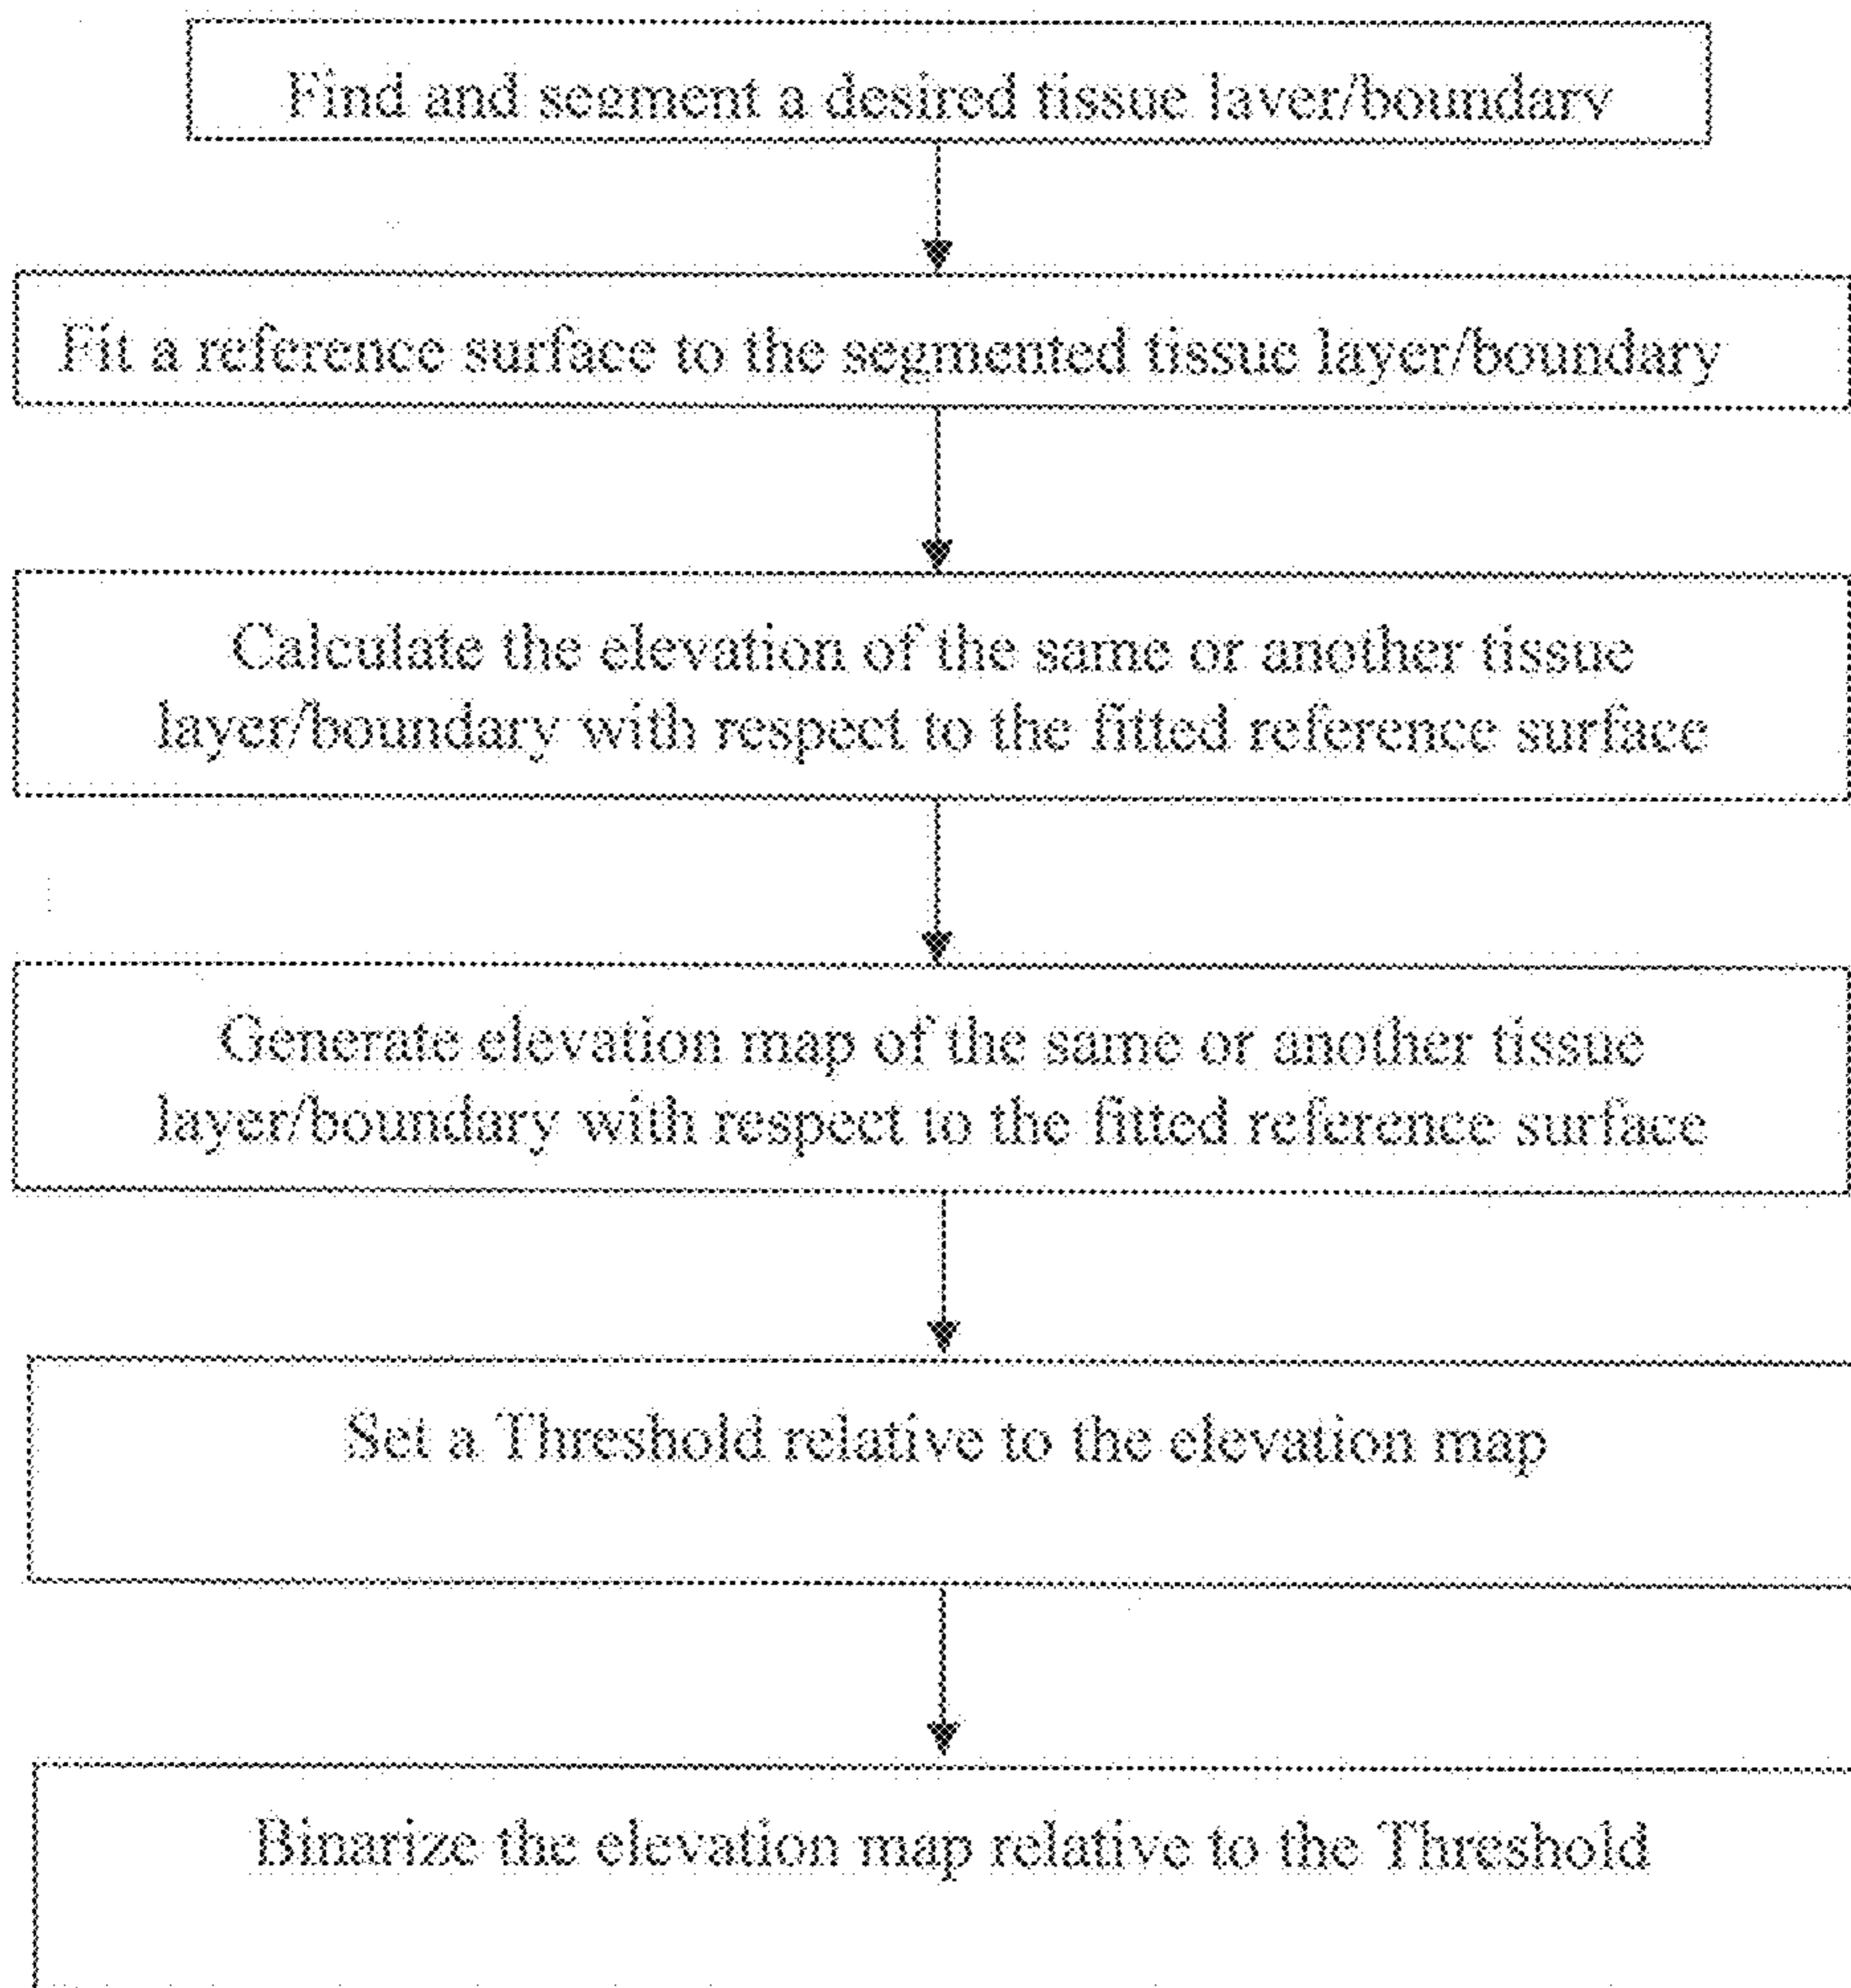 Find and segment a desired tissue layer/boundary
Fit a reference surface to the segmented tissue layer/boundary
Calculate the elevation of the same or another tissue
layer/boundary with respect to the fitted reference surface
Generate elevation map of the same or another tissue
layer/boundary with respect to the fitted reference surface
Set a Threshold relative to the elevation map
Binarize the elevation map relative to the Threshold